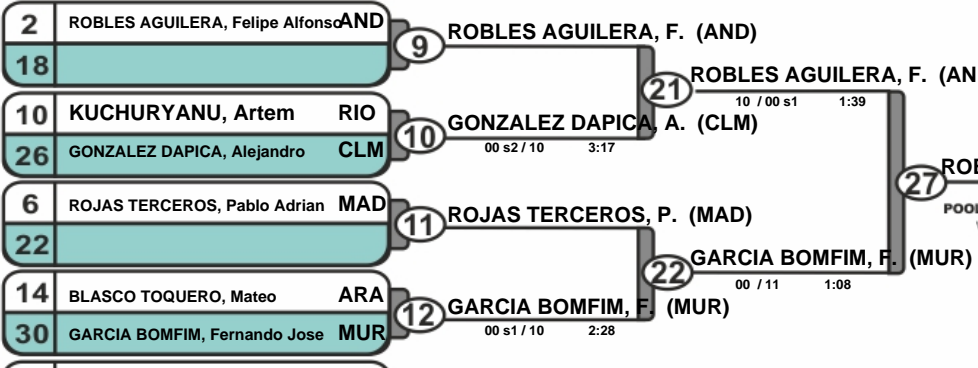 2 ROBLES AGUILERA, Felipe Alfonso AND
18
9
ROBLES AGUILERA, F. (AND)
10 KUCHURYANU, Artem RIO
26 GONZALEZ DAPICA, Alejandro CLM
10
GONZALEZ DAPICA, A. (CLM)
00 s2 / 10 3:17
21
ROBLES AGUILERA, F. (AN
10 / 00 s1 1:39
6 ROJAS TERCEROS, Pablo Adrian MAD
22
11
ROJAS TERCEROS, P. (MAD)
14 BLASCO TOQUERO, Mateo ARA
30 GARCIA BOMFIM, Fernando Jose MUR
12
GARCIA BOMFIM, F. (MUR)
00 s1 / 10 2:28
22
GARCIA BOMFIM, F. (MUR)
00 / 11 1:08
27
ROB
POOL